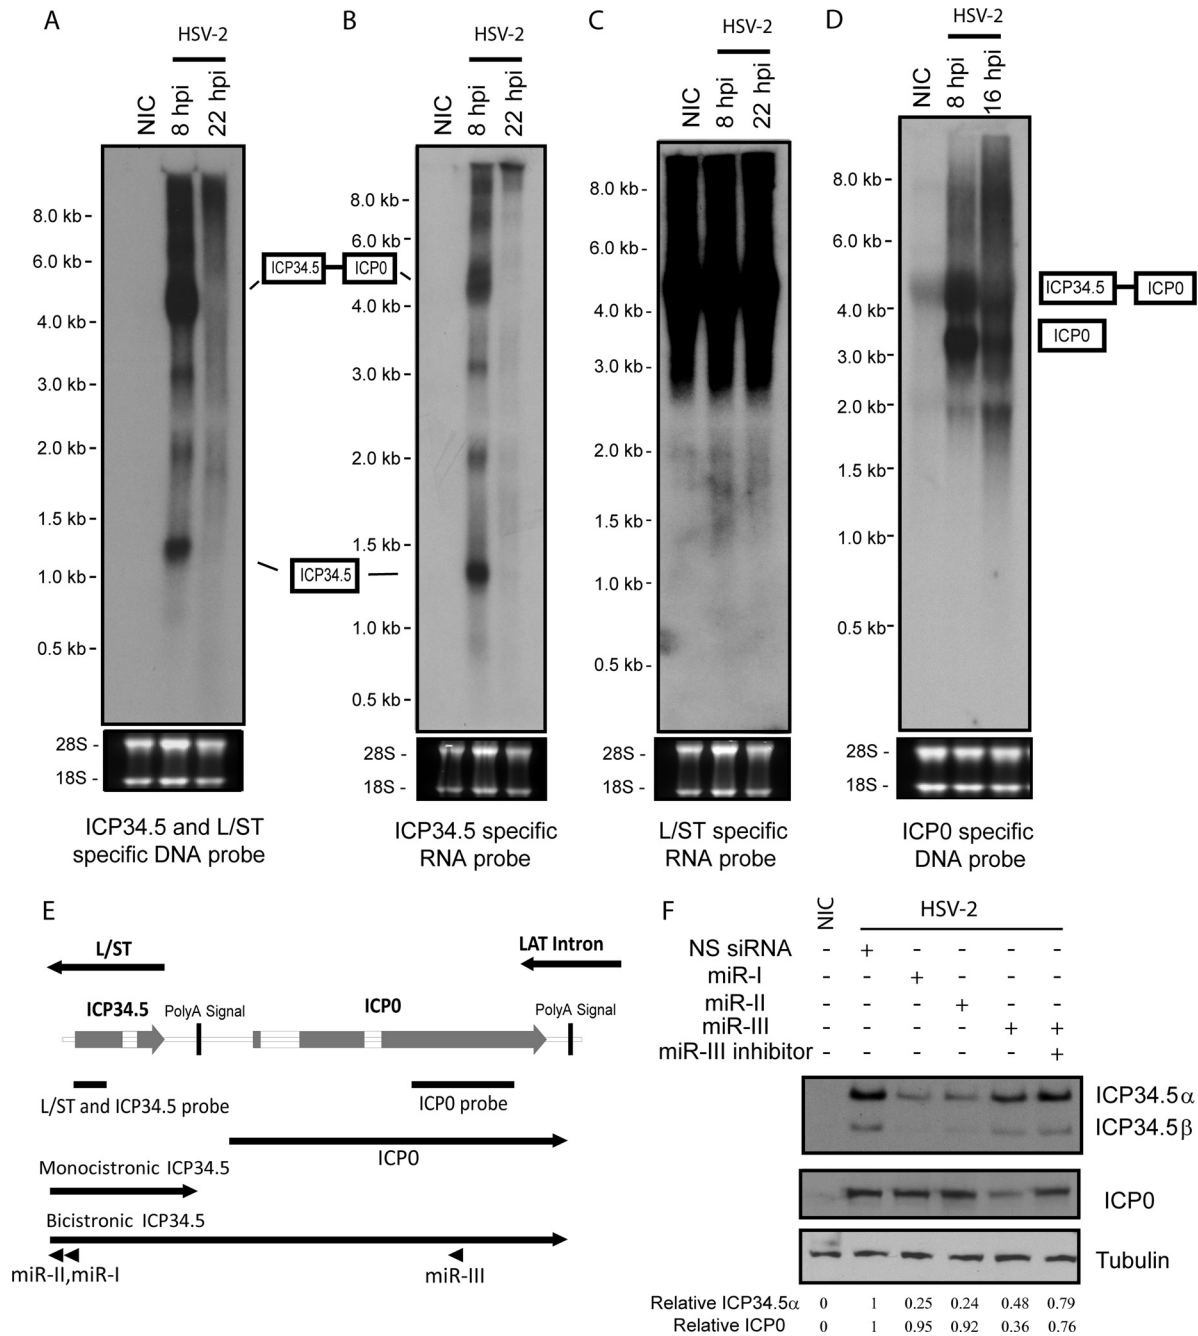 A
HSV-2
NIC
8 hpi
22 hpi
8.0 kb
6.0 kb
4.0 kb
3.0 kb
2.0 kb
1.5 kb
1.0 kb
0.5 kb
28S -
18S -
ICP34.5 and L/ST
specific DNA probe
ICP34.5 ICP0
ICP34.5
B
HSV-2
NIC
8 hpi
22 hpi
8.0 kb
6.0 kb
4.0 kb
3.0 kb
2.0 kb
1.5 kb
1.0 kb
0.5 kb
28S -
18S -
ICP34.5 specific
RNA probe
C
HSV-2
NIC
8 hpi
22 hpi
8.0 kb
6.0 kb
4.0 kb
3.0 kb
2.0 kb
1.5 kb
1.0 kb
0.5 kb
28S -
18S -
L/ST specific
RNA probe
D
HSV-2
NIC
8 hpi
16 hpi
8.0 kb
6.0 kb
4.0 kb
3.0 kb
2.0 kb
1.5 kb
1.0 kb
0.5 kb
28S -
18S -
ICP0 specific
DNA probe
ICP34.5 ICP0
ICP0
E
L/ST
LAT Intron
ICP34.5 PolyA Signal ICP0 PolyA Signal
L/ST and ICP34.5 probe
ICP0 probe
ICP0
Monocistronic ICP34.5
Bicistronic ICP34.5
miR-II,miR-I
miR-III
F
NIC
HSV-2
NS siRNA - + - - - -
miR-I - - + - - -
miR-II - - - + - -
miR-III - - - - + +
miR-III inhibitor - - - - - +
ICP34.5α
ICP34.5β
ICP0
Tubulin
Relative ICP34.5α 0 1 0.25 0.24 0.48 0.79
Relative ICP0 0 1 0.95 0.92 0.36 0.76